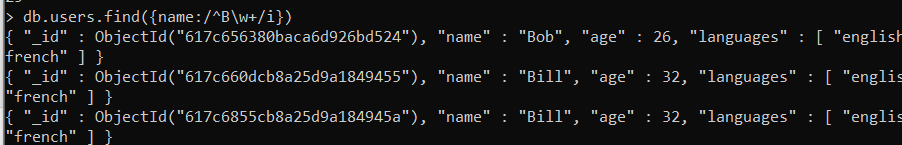 > db.users.find({name:/^B\w+/i})
{ "_id" : ObjectId("617c656380baca6d926bd524"), "name" : "Bob", "age" : 26, "languages" : [ "english
french" ] }
{ "_id" : ObjectId("617c660dcb8a25d9a1849455"), "name" : "Bill", "age" : 32, "languages" : [ "englis
"french" ] }
{ "_id" : ObjectId("617c6855cb8a25d9a184945a"), "name" : "Bill", "age" : 32, "languages" : [ "englis
"french" ] }